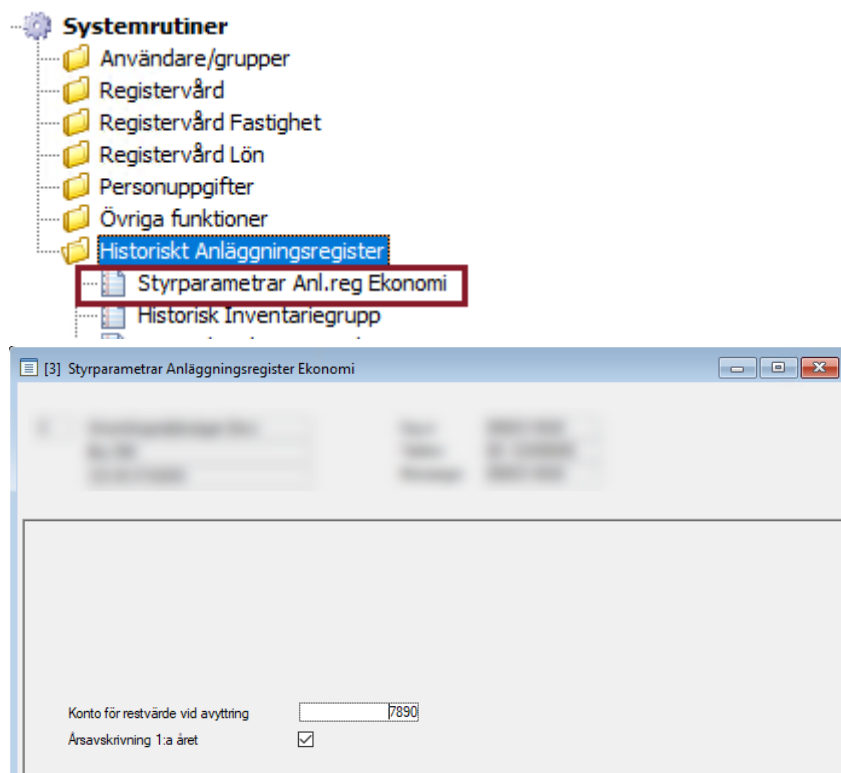 Systemrutiner
Användare/grupper
Registervård
Registervård Fastighet
Registervård Lön
Personuppgifter
Övriga funktioner
Historiskt Anläggningsregister
Styrparametrar Anl.reg Ekonomi
Historisk Inventariegrupp
[3] Styrparametrar Anläggningsregister Ekonomi
Konto för restvärde vid avyttring 7890
Årsavskrivning 1:a året